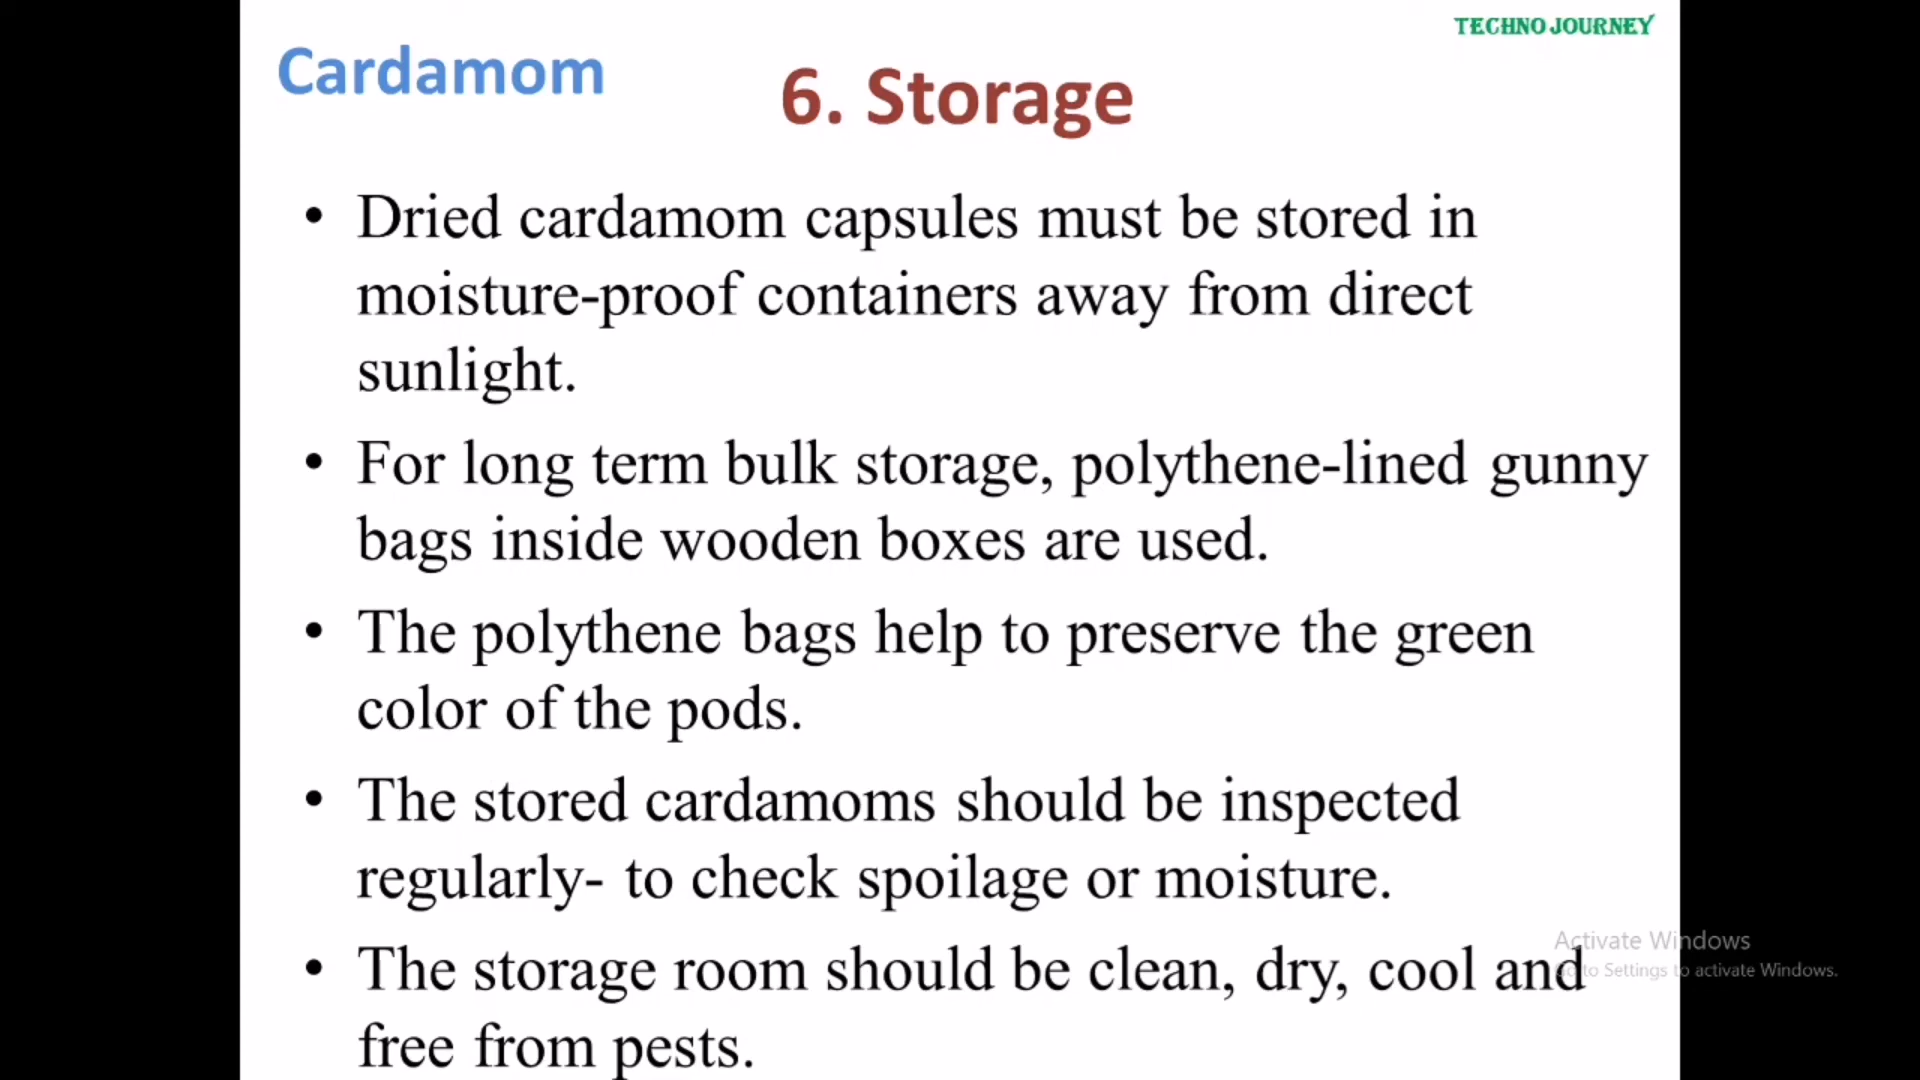 TECHNO JOURNEY
Cardamom
6. Storage
• Dried cardamom capsules must be stored in
moisture-proof containers away from direct
sunlight.
• For long term bulk storage, polythene-lined gunny
bags inside wooden boxes are used.
• The polythene bags help to preserve the green
color of the pods.
• The stored cardamoms should be inspected
regularly- to check spoilage or moisture.
• The storage room should be clean, dry, cool and
free from pests.
Activate Windows
Go to Settings to activate Windows.